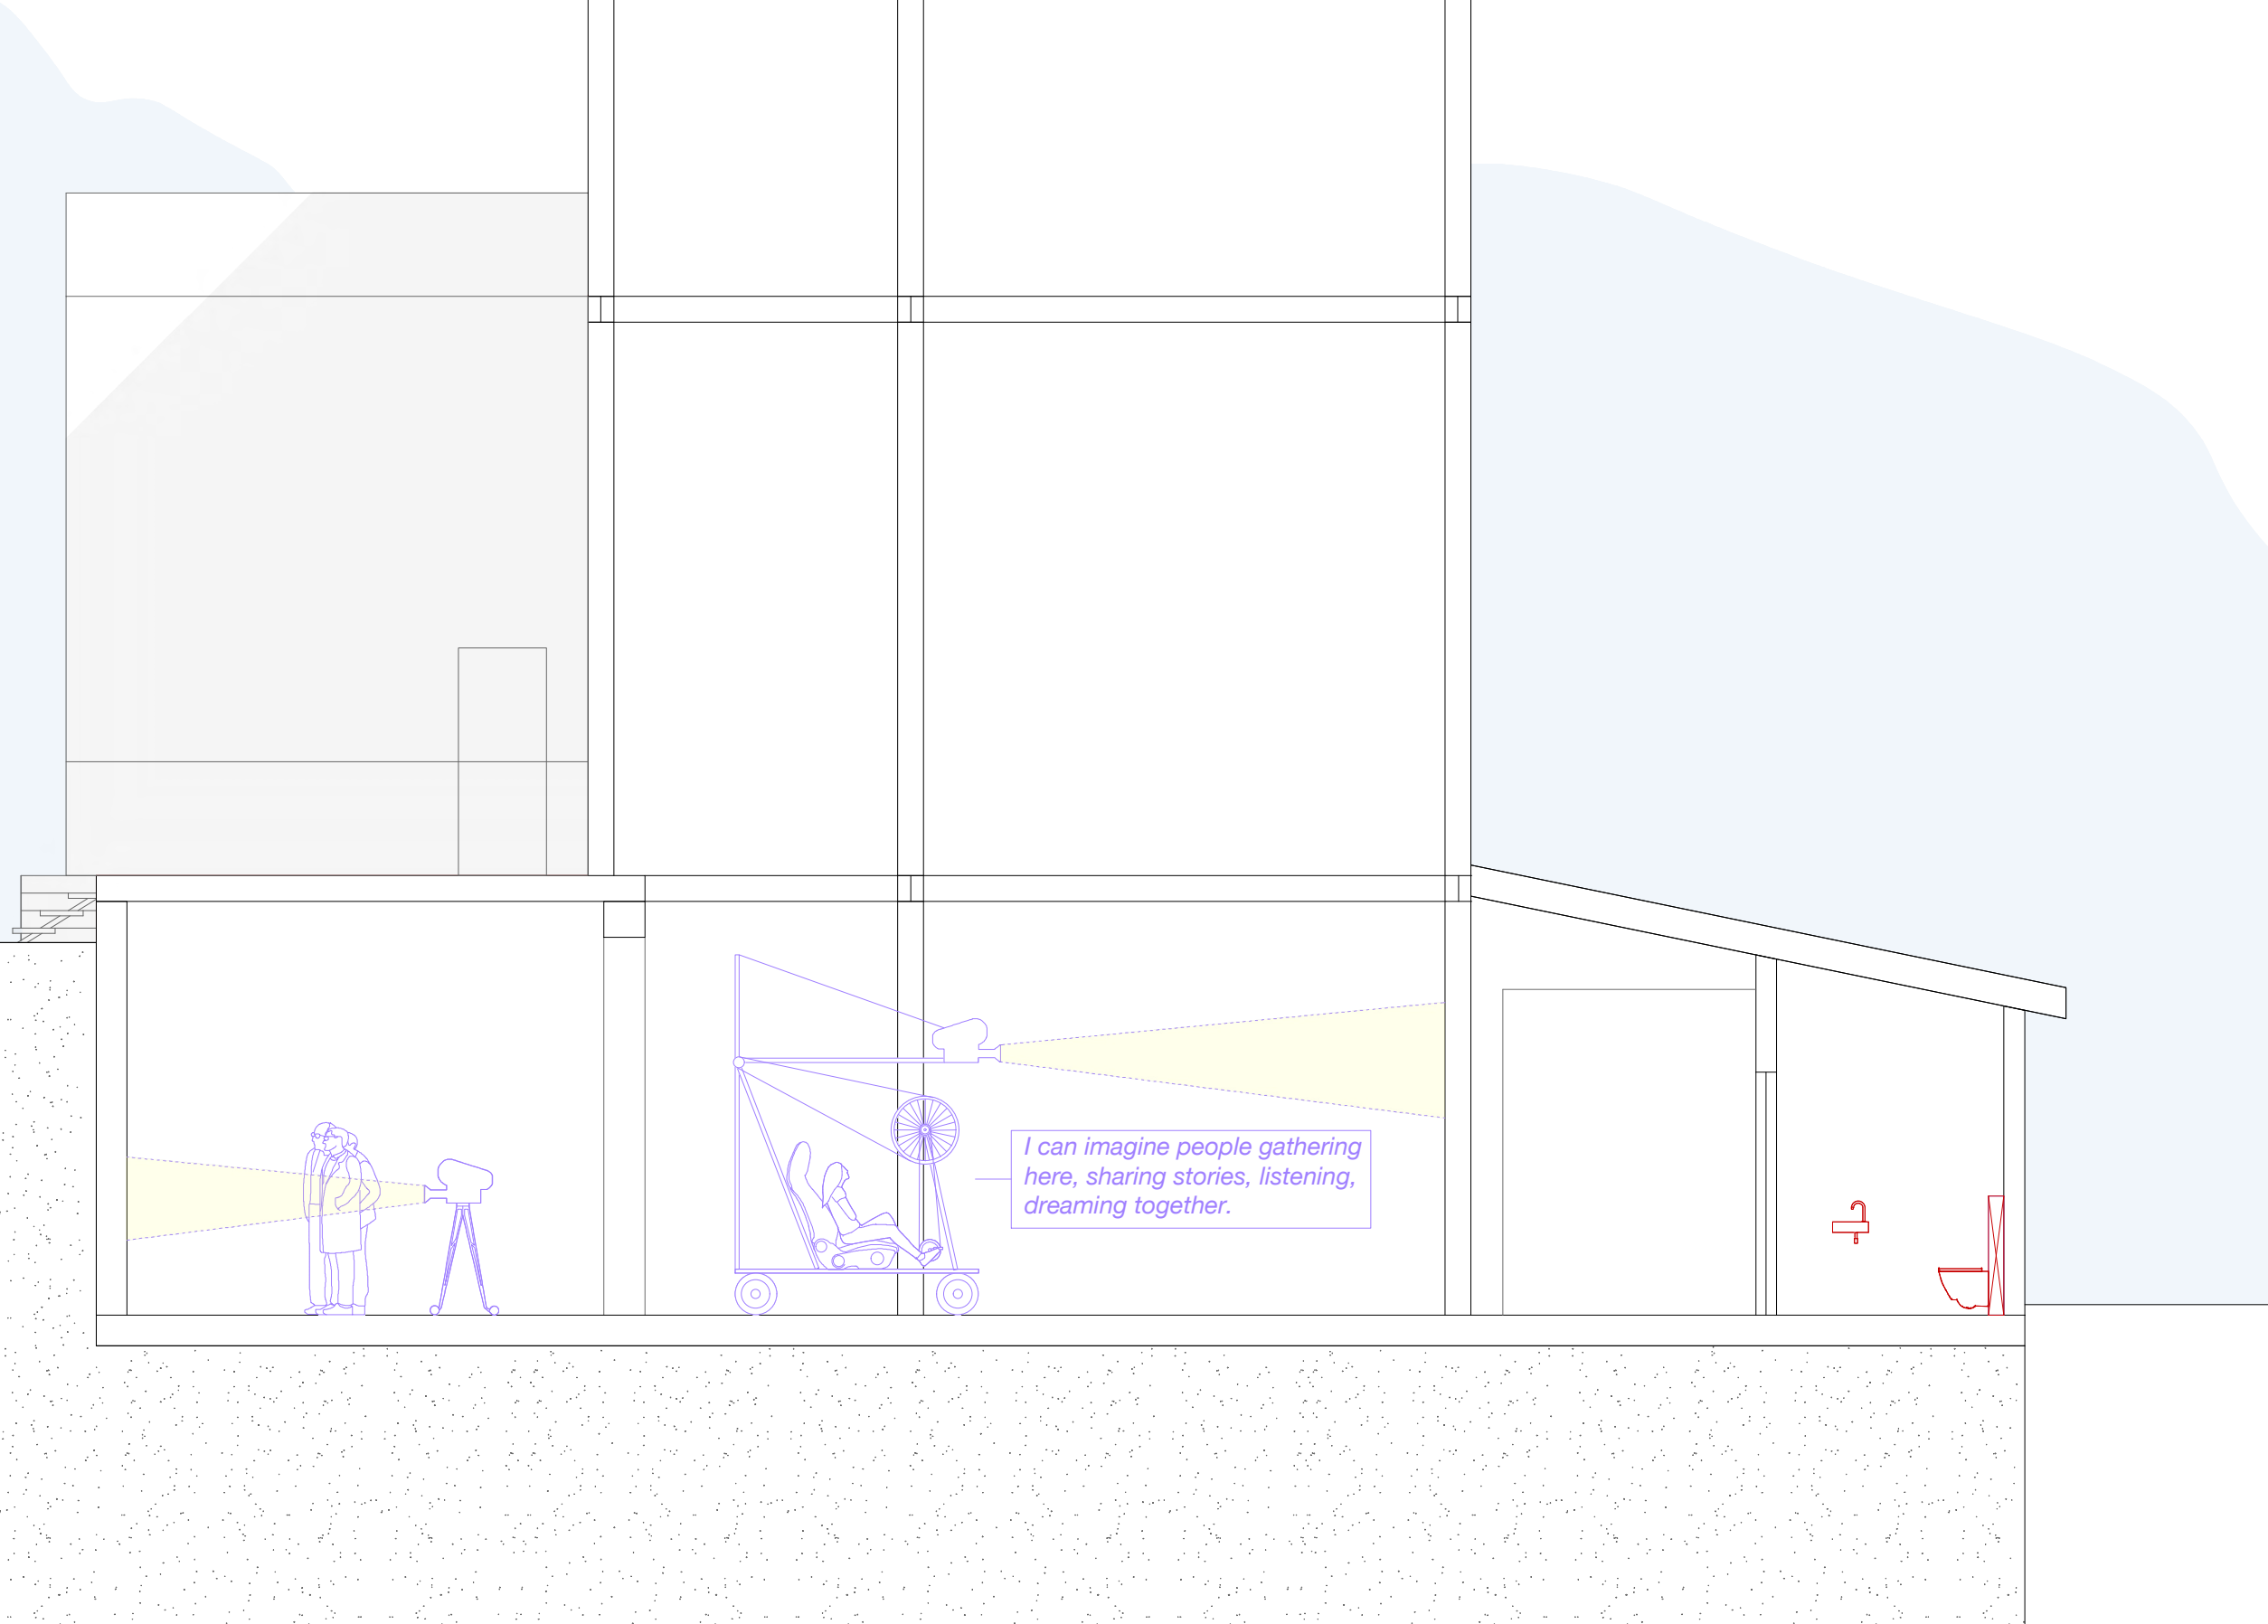 I can imagine people gathering
here, sharing stories, listening,
dreaming together.